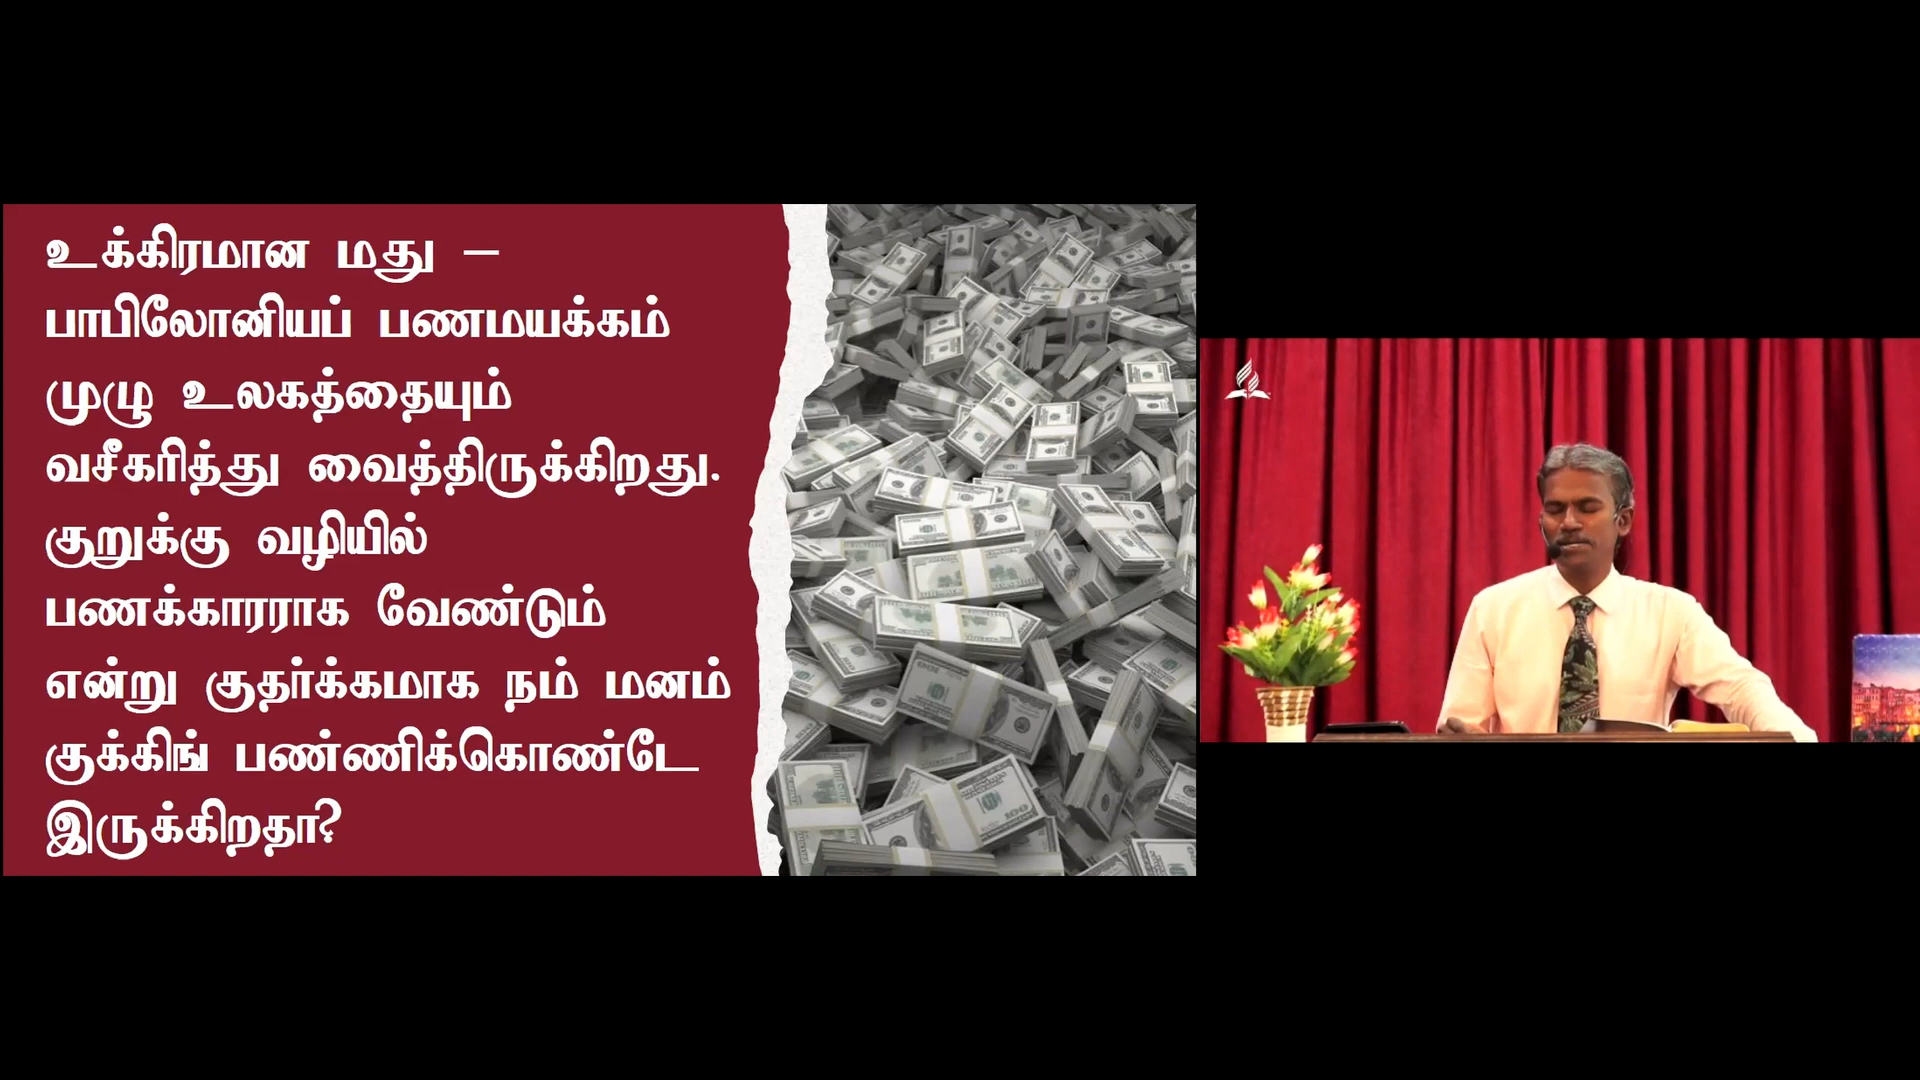 உக்கிரமான மது –
பாபிலோனியப் பணமயக்கம்
முழு உலகத்தையும்
வசீகரித்து வைத்திருக்கிறது.
குறுக்கு வழியில்
பணக்காரராக வேண்டும்
என்று குதர்க்கமாக நம் மனம்
குக்கிங் பண்ணிக்கொண்டே
இருக்கிறதா?